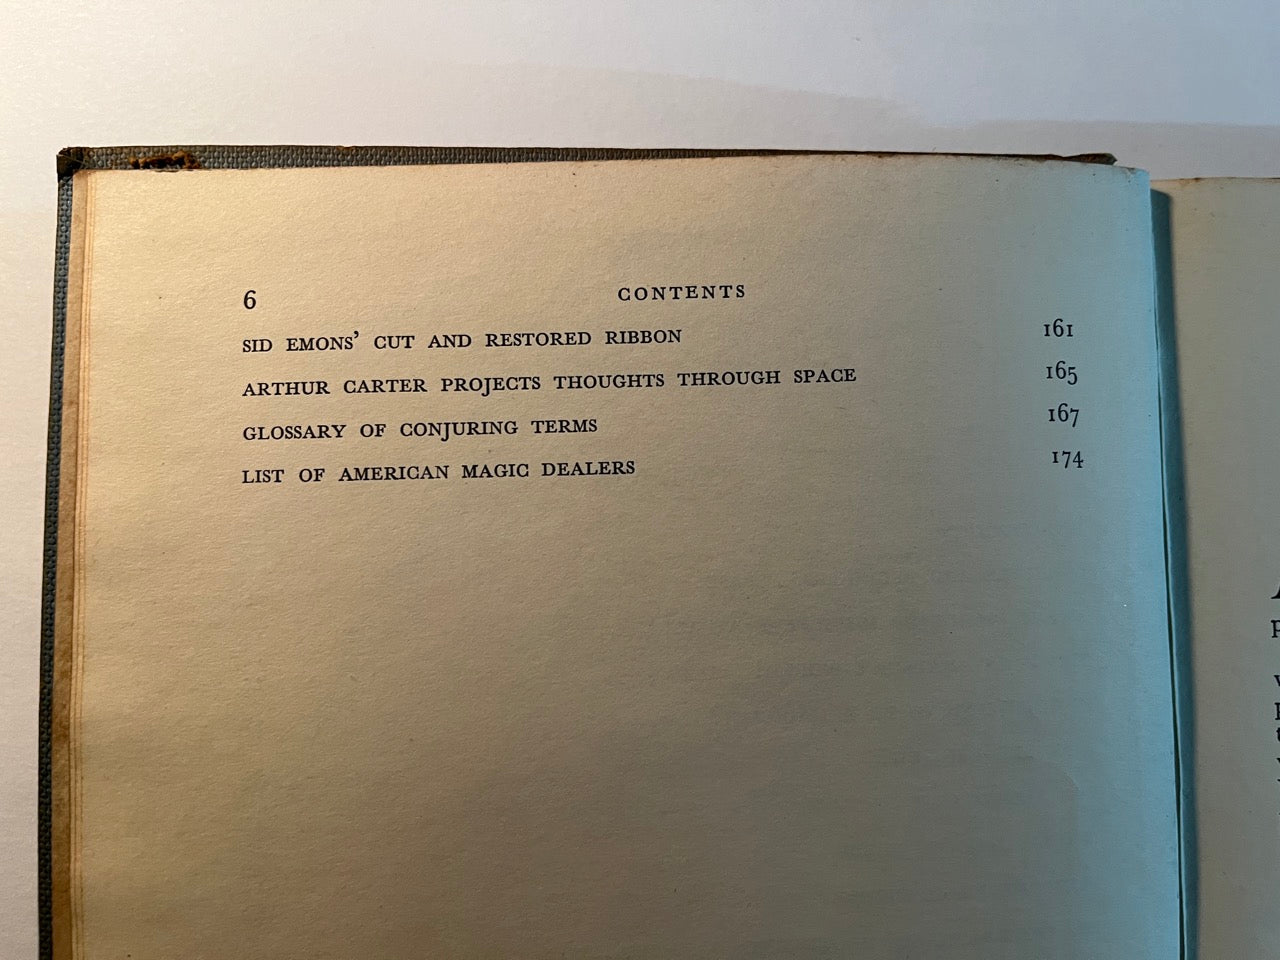 6 CONTENTS
SID EMONS' CUT AND RESTORED RIBBON 161
ARTHUR CARTER PROJECTS THOUGHTS THROUGH SPACE 165
GLOSSARY OF CONJURING TERMS 167
LIST OF AMERICAN MAGIC DEALERS 174